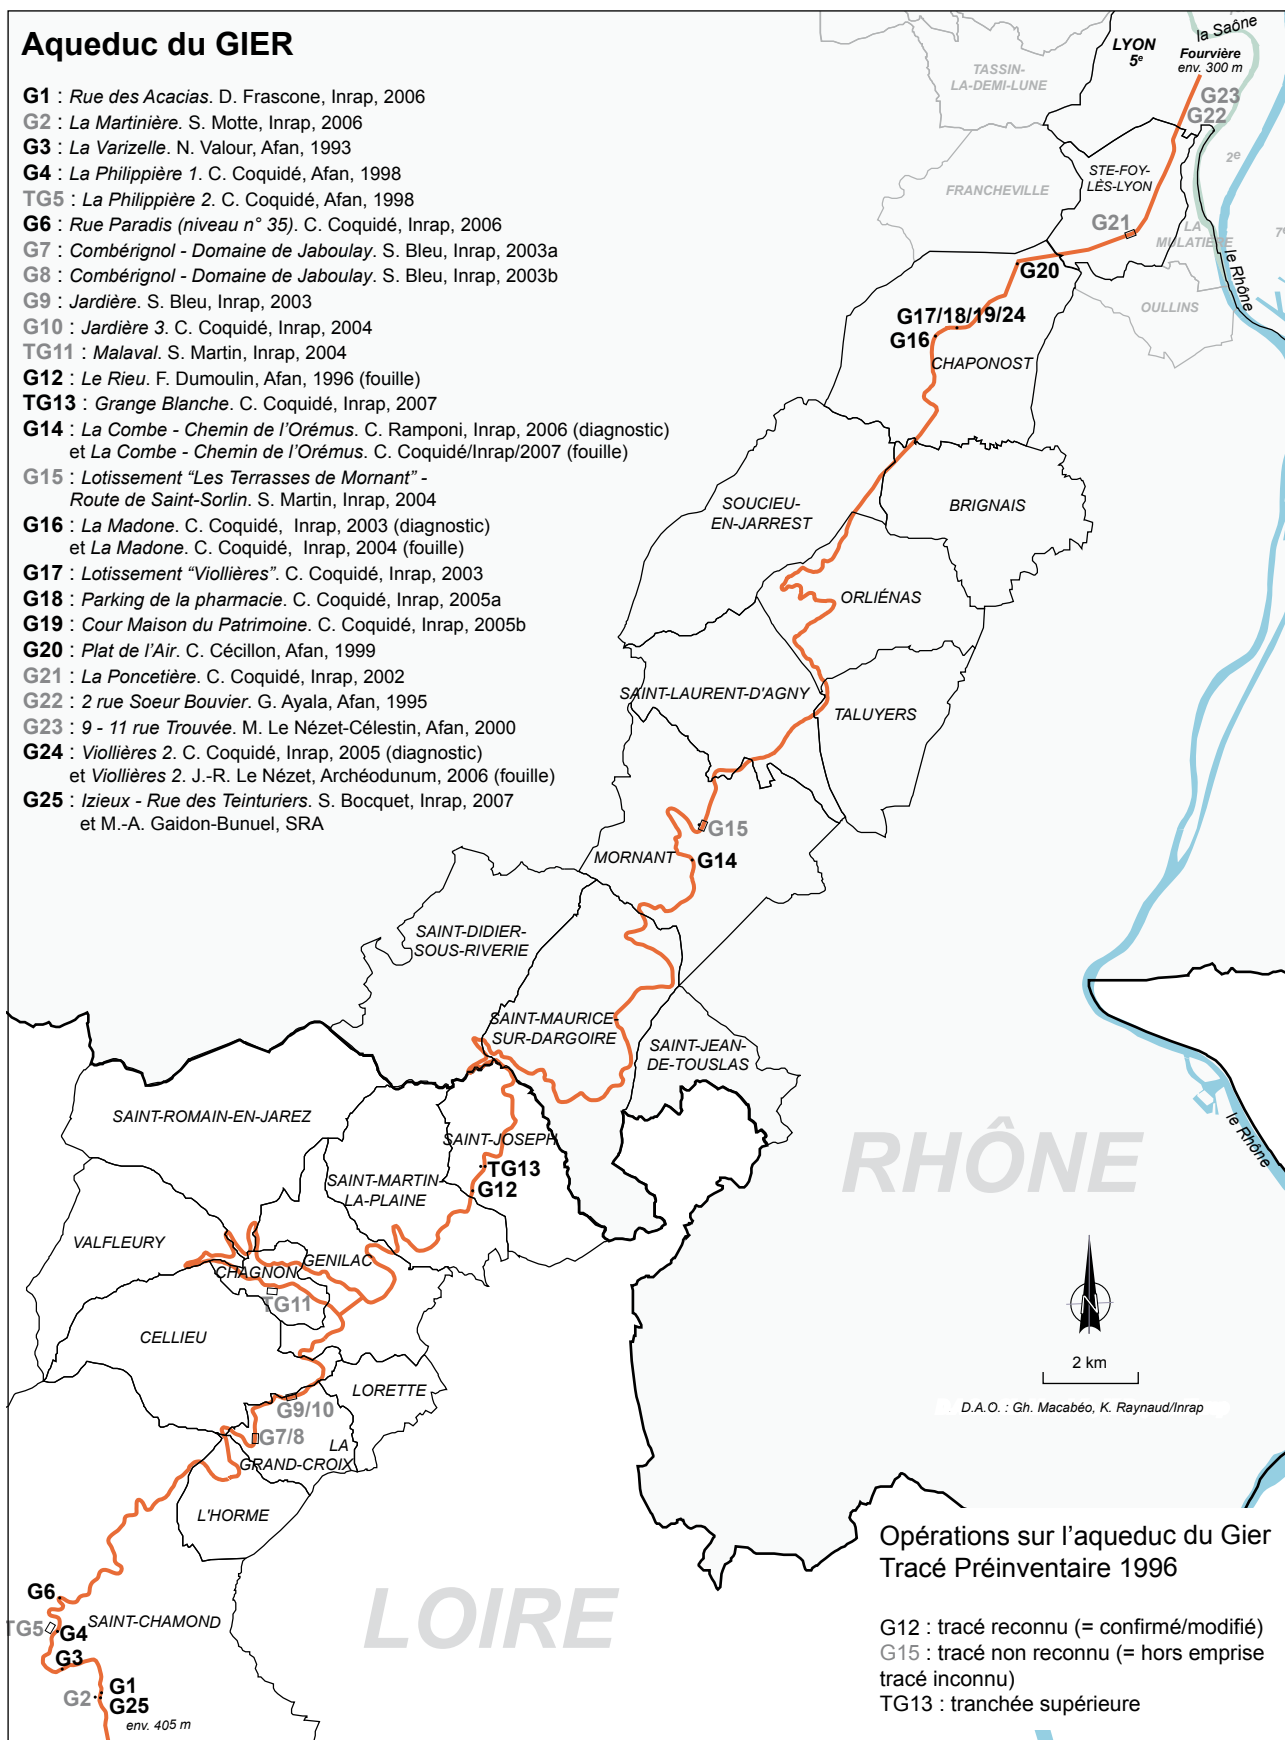 Aqueduc du GIER
G1 : Rue des Acacias. D. Frascone, Inrap, 2006
G2 : La Martinière. S. Motte, Inrap, 2006
G3 : La Varizelle. N. Valour, Afan, 1993
G4 : La Philippière 1. C. Coquidé, Afan, 1998
TG5 : La Philippière 2. C. Coquidé, Afan, 1998
G6 : Rue Paradis (niveau n° 35). C. Coquidé, Inrap, 2006
G7 : Combérignol - Domaine de Jaboulay. S. Bleu, Inrap, 2003a
G8 : Combérignol - Domaine de Jaboulay. S. Bleu, Inrap, 2003b
G9 : Jardière. S. Bleu, Inrap, 2003
G10 : Jardière 3. C. Coquidé, Inrap, 2004
TG11 : Malaval. S. Martin, Inrap, 2004
G12 : Le Rieu. F. Dumoulin, Afan, 1996 (fouille)
TG13 : Grange Blanche. C. Coquidé, Inrap, 2007
G14 : La Combe - Chemin de l'Orémus. C. Ramponi, Inrap, 2006 (diagnostic)
et La Combe - Chemin de l'Orémus. C. Coquidé/Inrap/2007 (fouille)
G15 : Lotissement “Les Terrasses de Mornant” -
Route de Saint-Sorlin. S. Martin, Inrap, 2004
G16 : La Madone. C. Coquidé, Inrap, 2003 (diagnostic)
et La Madone. C. Coquidé, Inrap, 2004 (fouille)
G17 : Lotissement “Viollières”. C. Coquidé, Inrap, 2003
G18 : Parking de la pharmacie. C. Coquidé, Inrap, 2005a
G19 : Cour Maison du Patrimoine. C. Coquidé, Inrap, 2005b
G20 : Plat de l'Air. C. Cécillon, Afan, 1999
G21 : La Poncetière. C. Coquidé, Inrap, 2002
G22 : 2 rue Soeur Bouvier. G. Ayala, Afan, 1995
G23 : 9 - 11 rue Trouvée. M. Le Nézet-Célestin, Afan, 2000
G24 : Viollières 2. C. Coquidé, Inrap, 2005 (diagnostic)
et Viollières 2. J.-R. Le Nézet, Archéodunum, 2006 (fouille)
G25 : Izieux - Rue des Teinturiers. S. Bocquet, Inrap, 2007
et M.-A. Gaidon-Bunuel, SRA
la Saône
LYON
5e
Fourvière
env. 300 m
TASSIN-
LA-DEMI-LUNE
G23
G22
2e
7e
STE-FOY-
LÈS-LYON
FRANCHEVILLE
G21
LA
MULATIÈRE
le Rhône
G20
OULLINS
G17/18/19/24
G16
CHAPONOST
SOUCIEU-
EN-JARREST
BRIGNAIS
ORLIÉNAS
SAINT-LAURENT-D'AGNY
TALUYERS
G15
MORNANT
G14
SAINT-DIDIER-
SOUS-RIVERIE
SAINT-MAURICE-
SUR-DARGOIRE
SAINT-JEAN-
DE-TOUSLAS
SAINT-ROMAIN-EN-JAREZ
SAINT-JOSEPH
TG13
G12
SAINT-MARTIN-
LA-PLAINE
RHÔNE
le Rhône
VALFLEURY
GENILAC
CHAGNON
TG11
CELLIEU
N
2 km
D.A.O. : Gh. Macabéo, K. Raynaud/Inrap
LORETTE
G9/10
G7/8
LA
GRAND-CROIX
L'HORME
LOIRE
G6
TG5
G4
SAINT-CHAMOND
G3
G1
G2
G25
env. 405 m
Opérations sur l'aqueduc du Gier
Tracé Préinventaire 1996
G12 : tracé reconnu (= confirmé/modifié)
G15 : tracé non reconnu (= hors emprise
tracé inconnu)
TG13 : tranchée supérieure